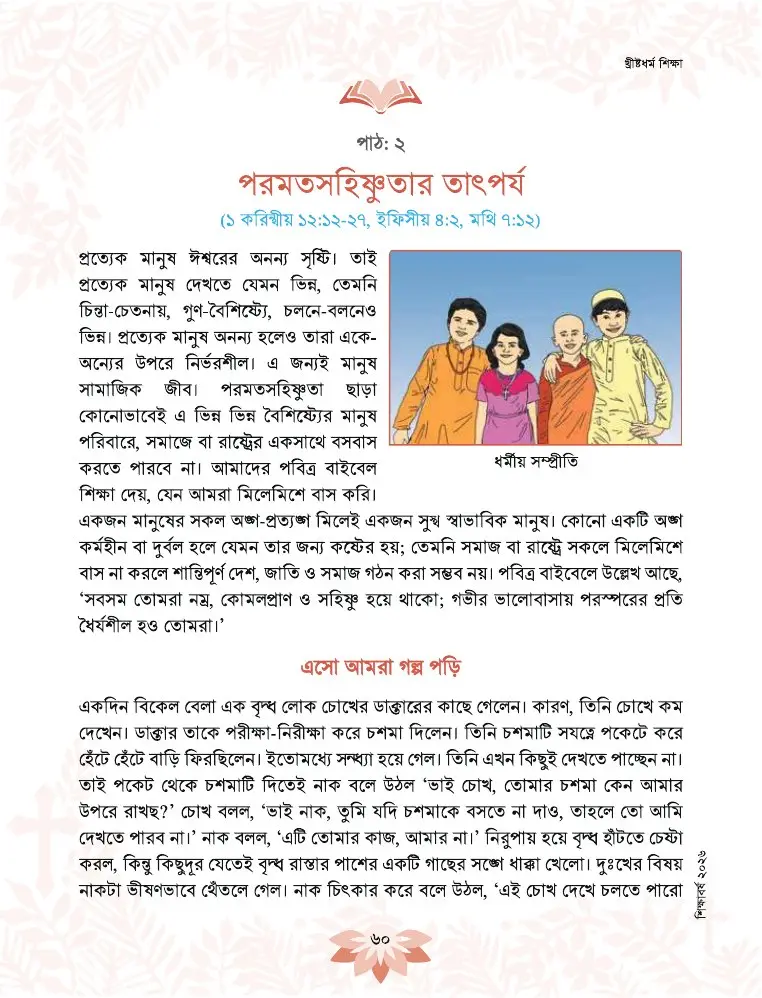 খ্রীষ্টধর্ম শিক্ষা
পাঠ: ২
পরমতসহিষ্ণুতার তাৎপর্য
(১ করিন্থীয় ১২:১২-২৭, ইফিসীয় ৪:২, মথি ৭:১২)
প্রত্যেক মানুষ ঈশ্বরের অনন্য সৃষ্টি। তাই
প্রত্যেক মানুষ দেখতে যেমন ভিন্ন, তেমনি
চিন্তা-চেতনায়, গুণ-বৈশিষ্ট্যে, চলনে-বলনেও
ভিন্ন। প্রত্যেক মানুষ অনন্য হলেও তারা একে-
অন্যের উপরে নির্ভরশীল। এ জন্যই মানুষ
সামাজিক জীব। পরমতসহিষ্ণুতা ছাড়া
কোনোভাবেই এ ভিন্ন ভিন্ন বৈশিষ্ট্যের মানুষ
পরিবারে, সমাজে বা রাষ্ট্রের একসাথে বসবাস
করতে পারবে না। আমাদের পবিত্র বাইবেল
শিক্ষা দেয়, যেন আমরা মিলেমিশে বাস করি।
ধর্মীয় সম্প্রীতি
একজন মানুষের সকল অঙ্গ-প্রত্যঙ্গ মিলেই একজন সুস্থ স্বাভাবিক মানুষ। কোনো একটি অঙ্গ
কর্মহীন বা দুর্বল হলে যেমন তার জন্য কষ্টের হয়; তেমনি সমাজ বা রাষ্ট্রে সকলে মিলেমিশে
বাস না করলে শান্তিপূর্ণ দেশ, জাতি ও সমাজ গঠন করা সম্ভব নয়। পবিত্র বাইবেলে উল্লেখ আছে,
‘সবসম তোমরা নম্র, কোমলপ্রাণ ও সহিষ্ণু হয়ে থাকো; গভীর ভালোবাসায় পরস্পরের প্রতি
ধৈর্যশীল হও তোমরা।’
এসো আমরা গল্প পড়ি
একদিন বিকেল বেলা এক বৃদ্ধ লোক চোখের ডাক্তারের কাছে গেলেন। কারণ, তিনি চোখে কম
দেখেন। ডাক্তার তাকে পরীক্ষা-নিরীক্ষা করে চশমা দিলেন। তিনি চশমাটি সযত্নে পকেটে করে
হেঁটে হেঁটে বাড়ি ফিরছিলেন। ইতোমধ্যে সন্ধ্যা হয়ে গেল। তিনি এখন কিছুই দেখতে পাচ্ছেন না।
তাই পকেট থেকে চশমাটি দিতেই নাক বলে উঠল ‘ভাই চোখ, তোমার চশমা কেন আমার
উপরে রাখছ?’ চোখ বলল, ‘ভাই নাক, তুমি যদি চশমাকে বসতে না দাও, তাহলে তো আমি
দেখতে পারব না।’ নাক বলল, ‘এটি তোমার কাজ, আমার না।’ নিরুপায় হয়ে বৃদ্ধ হাঁটতে চেষ্টা
করল, কিন্তু কিছুদূর যেতেই বৃদ্ধ রাস্তার পাশের একটি গাছের সঙ্গে ধাক্কা খেলো। দুঃখের বিষয়
নাকটা ভীষণভাবে থেঁতলে গেল। নাক চিৎকার করে বলে উঠল, ‘এই চোখ দেখে চলতে পারো
শিক্ষাবর্ষ ২০২৬
৬০